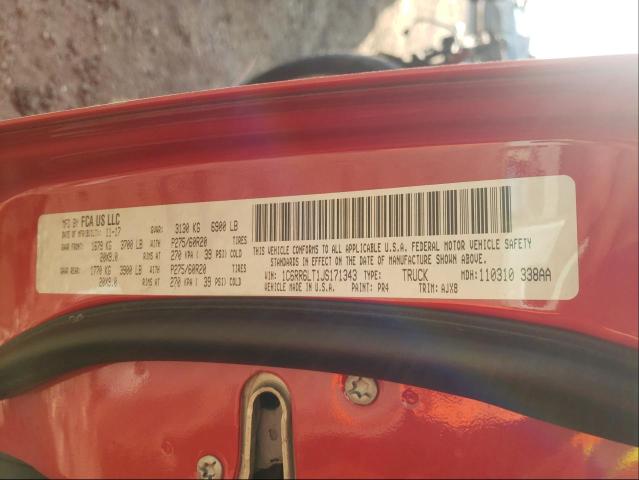 MFD BY FCA US LLC
DATE OF MFR(BILITY): 11-17 GVWR: 3130 KG 6900 LB
GAWR FRONT: 1678 KG 3700 LB WITH P275/60R20 TIRES
20X9.0 RIMS AT 270 KPA ( 39 PSI) COLD
GAWR REAR: 1770 KG 3900 LB WITH P275/60R20 TIRES
20X9.0 RIMS AT 270 KPA ( 39 PSI) COLD
THIS VEHICLE CONFORMS TO ALL APPLICABLE U.S.A. FEDERAL MOTOR VEHICLE SAFETY
STANDARDS IN EFFECT ON THE DATE OF MANUFACTURE SHOWN ABOVE.
VIN: 1C6RR6LT1JS171343 TYPE: TRUCK MDH: 110310 338AA
VEHICLE MADE IN U.S.A. PAINT: PR4 TRIM: AJX8